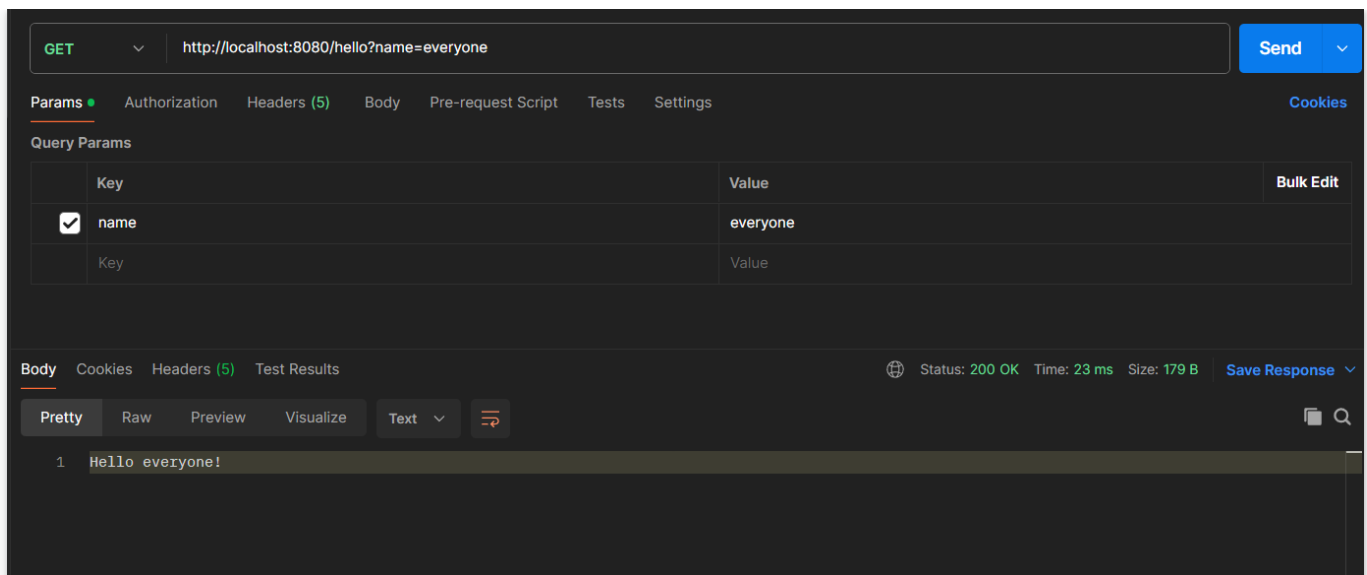 GET http://localhost:8080/hello?name=everyone Send
Params Authorization Headers (5) Body Pre-request Script Tests Settings Cookies
Query Params
Key Value Bulk Edit
name everyone
Key Value
Body Cookies Headers (5) Test Results Status: 200 OK Time: 23 ms Size: 179 B Save Response
Pretty Raw Preview Visualize Text
1 Hello everyone!